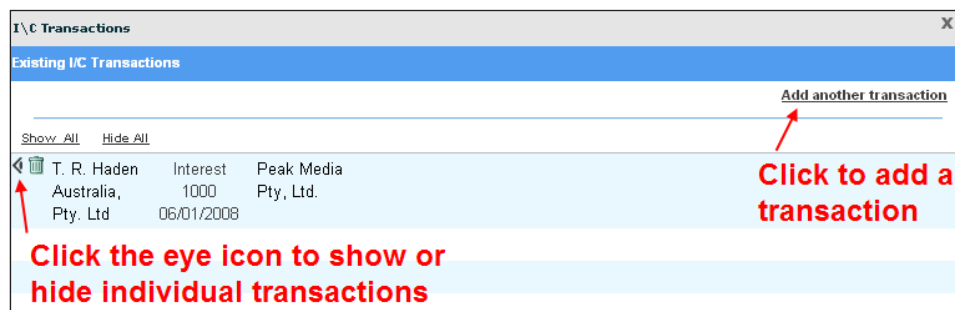 I\C Transactions X
Existing I/C Transactions
Add another transaction
Show All Hide All
T. R. Haden Interest Peak Media
Australia, 1000 Pty, Ltd.
Pty. Ltd 06/01/2008
Click to add a
transaction
Click the eye icon to show or
hide individual transactions